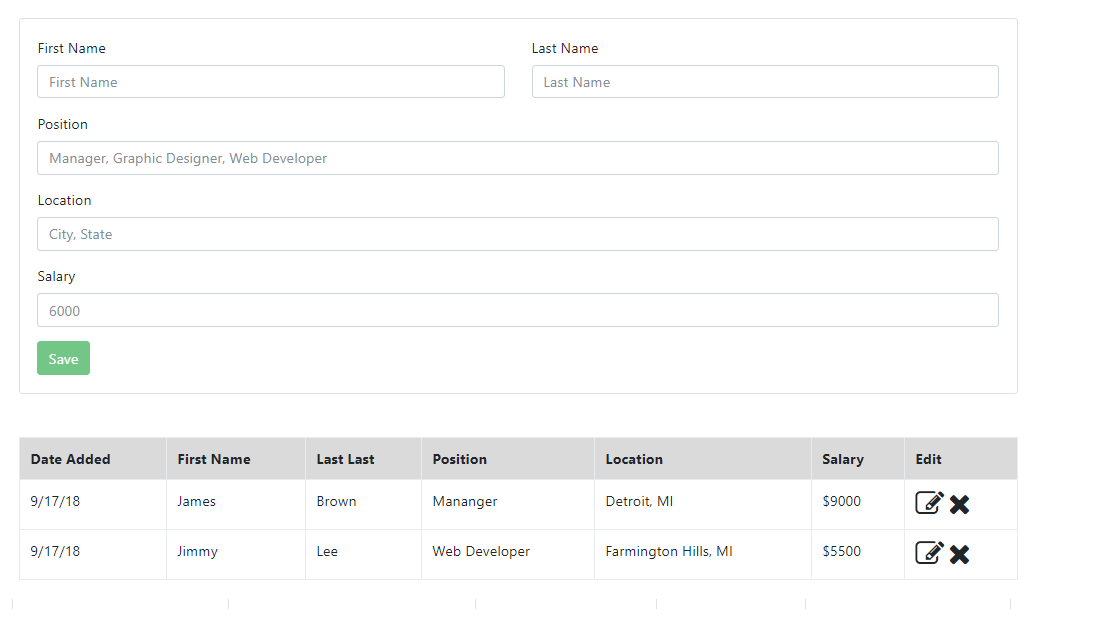 First Name Last Name
First Name Last Name
Position
Manager, Graphic Designer, Web Developer
Location
City, State
Salary
6000
Save
Date Added First Name Last Last Position Location Salary Edit
9/17/18 James Brown Mananger Detroit, MI $9000
9/17/18 Jimmy Lee Web Developer Farmington Hills, MI $5500